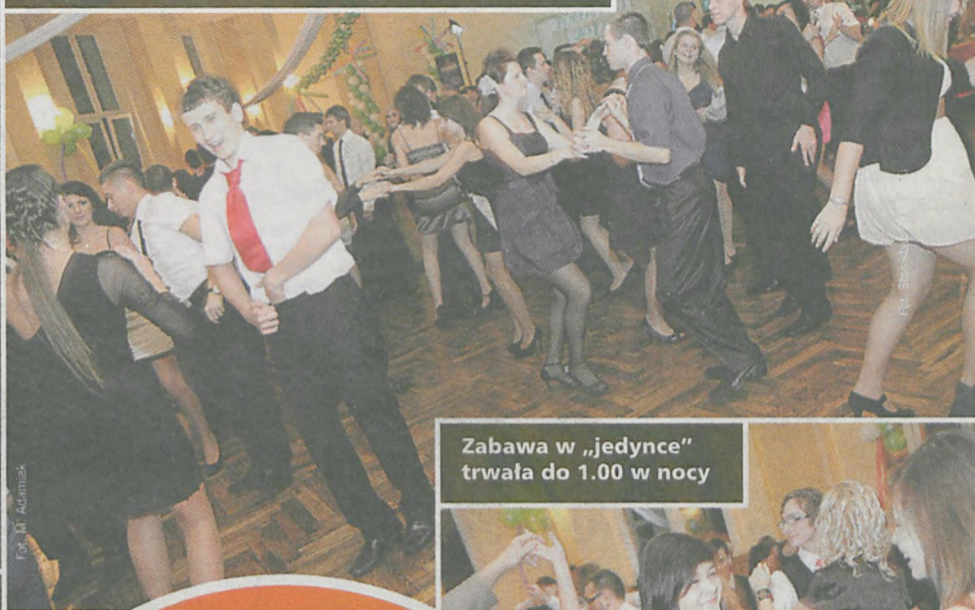 Zabawa w „jedynce”
trwała do 1.00 w nocy
Fot. M. Adamiak